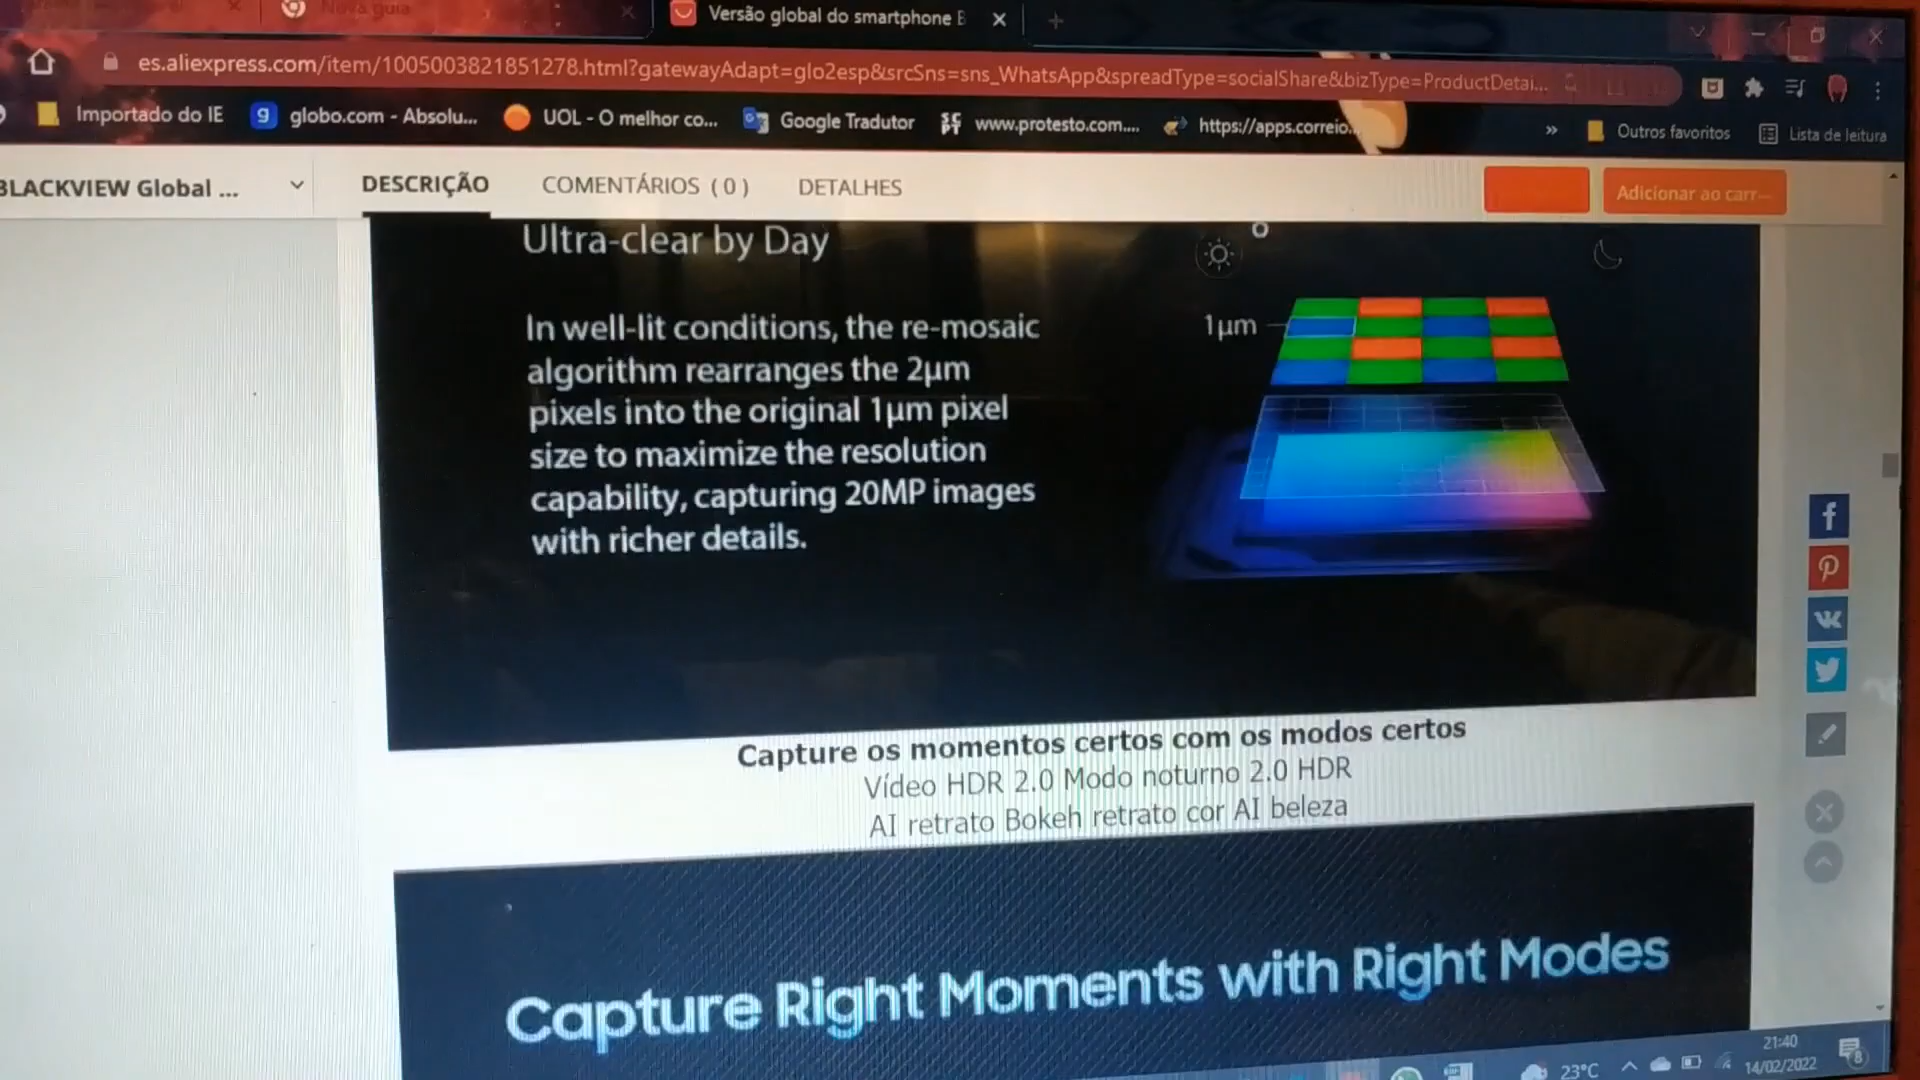 Nova guia
Versão global do smartphone B
es.aliexpress.com/item/1005003821851278.html?gatewayAdapt=glo2esp&srcSns=sns_WhatsApp&spreadType=socialShare&bizType=ProductDetai...
Importado do IE
globo.com - Absolu...
UOL - O melhor co...
Google Tradutor
www.protesto.com....
https://apps.correio...
»
Outros favoritos
Lista de leitura
BLACKVIEW Global ...
DESCRIÇÃO
COMENTÁRIOS ( 0 )
DETALHES
Adicionar ao carr...
Ultra-clear by Day
In well-lit conditions, the re-mosaic
algorithm rearranges the 2µm
pixels into the original 1µm pixel
size to maximize the resolution
capability, capturing 20MP images
with richer details.
1µm
Capture os momentos certos com os modos certos
Vídeo HDR 2.0 Modo noturno 2.0 HDR
AI retrato Bokeh retrato cor AI beleza
Capture Right Moments with Right Modes
23°C
21:40
14/02/2022
8